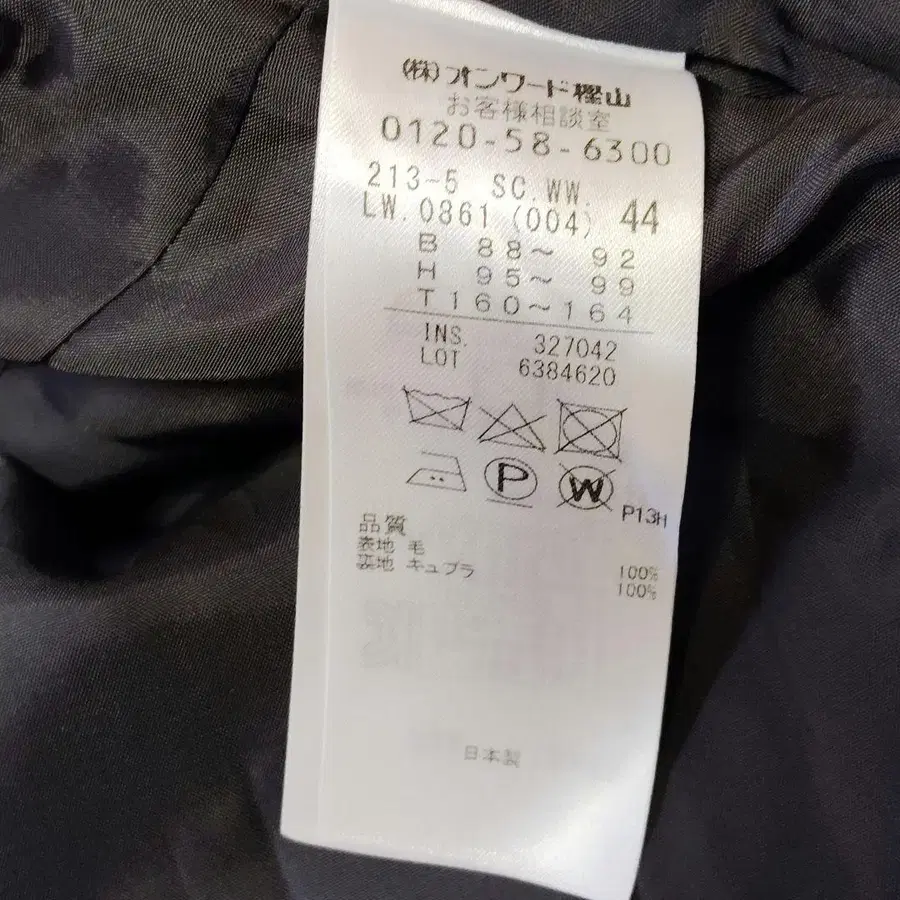 (株)オンワード樫山
お客様相談室
0120-58-6300
213-5 SC.WW.
LW.0861 (004) 44
B 88~ 92
H 95~ 99
T160~164
INS. 327042
LOT 6384620
P
W
P13H
品質
表地 毛 100%
裏地 キュプラ 100%
日本製